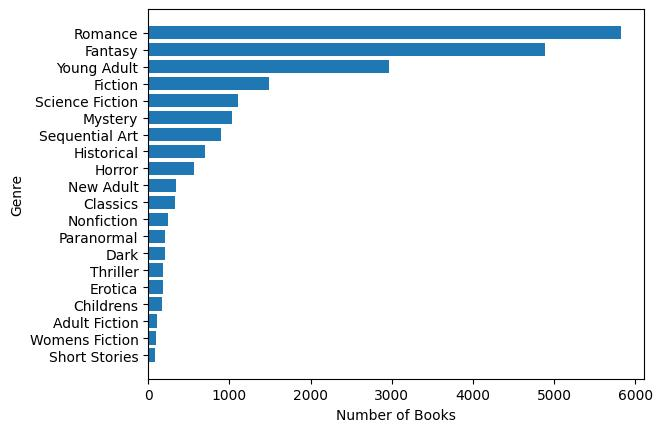 Romance
Fantasy
Young Adult
Fiction
Science Fiction
Mystery
Sequential Art
Historical
Horror
New Adult
Classics
Nonfiction
Paranormal
Dark
Thriller
Erotica
Childrens
Adult Fiction
Womens Fiction
Short Stories
Genre
0 1000 2000 3000 4000 5000 6000
Number of Books